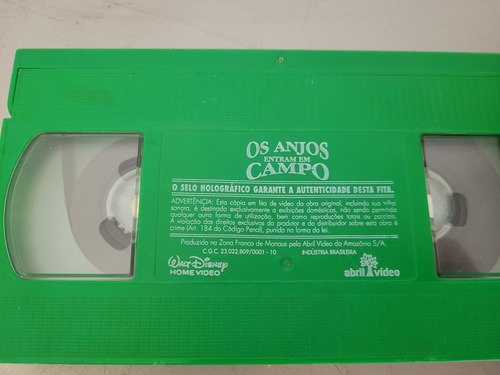 OS ANJOS
ENTRAM EM
CAMPO
O SELO HOLOGRÁFICO GARANTE A AUTENTICIDADE DESTA FITA.
ADVERTÊNCIA: Esta cópia em fita de vídeo da obra original, incluindo sua trilha
sonora, é destinada exclusivamente a exibições domésticas, não sendo permitida
qualquer outra forma de utilização, bem como reproduções totais ou parciais.
A violação dos direitos exclusivos do produtor e do distribuidor sobre esta obra é
crime (Art. 184 do Código Penal), punido na forma da lei.
Produzida na Zona Franca de Manaus pela Abril Vídeo da Amazônia S/A.
C.G.C. 23.022.809/0001 - 10 INDÚSTRIA BRASILEIRA
WALT DISNEY
HOME VIDEO
abril vídeo